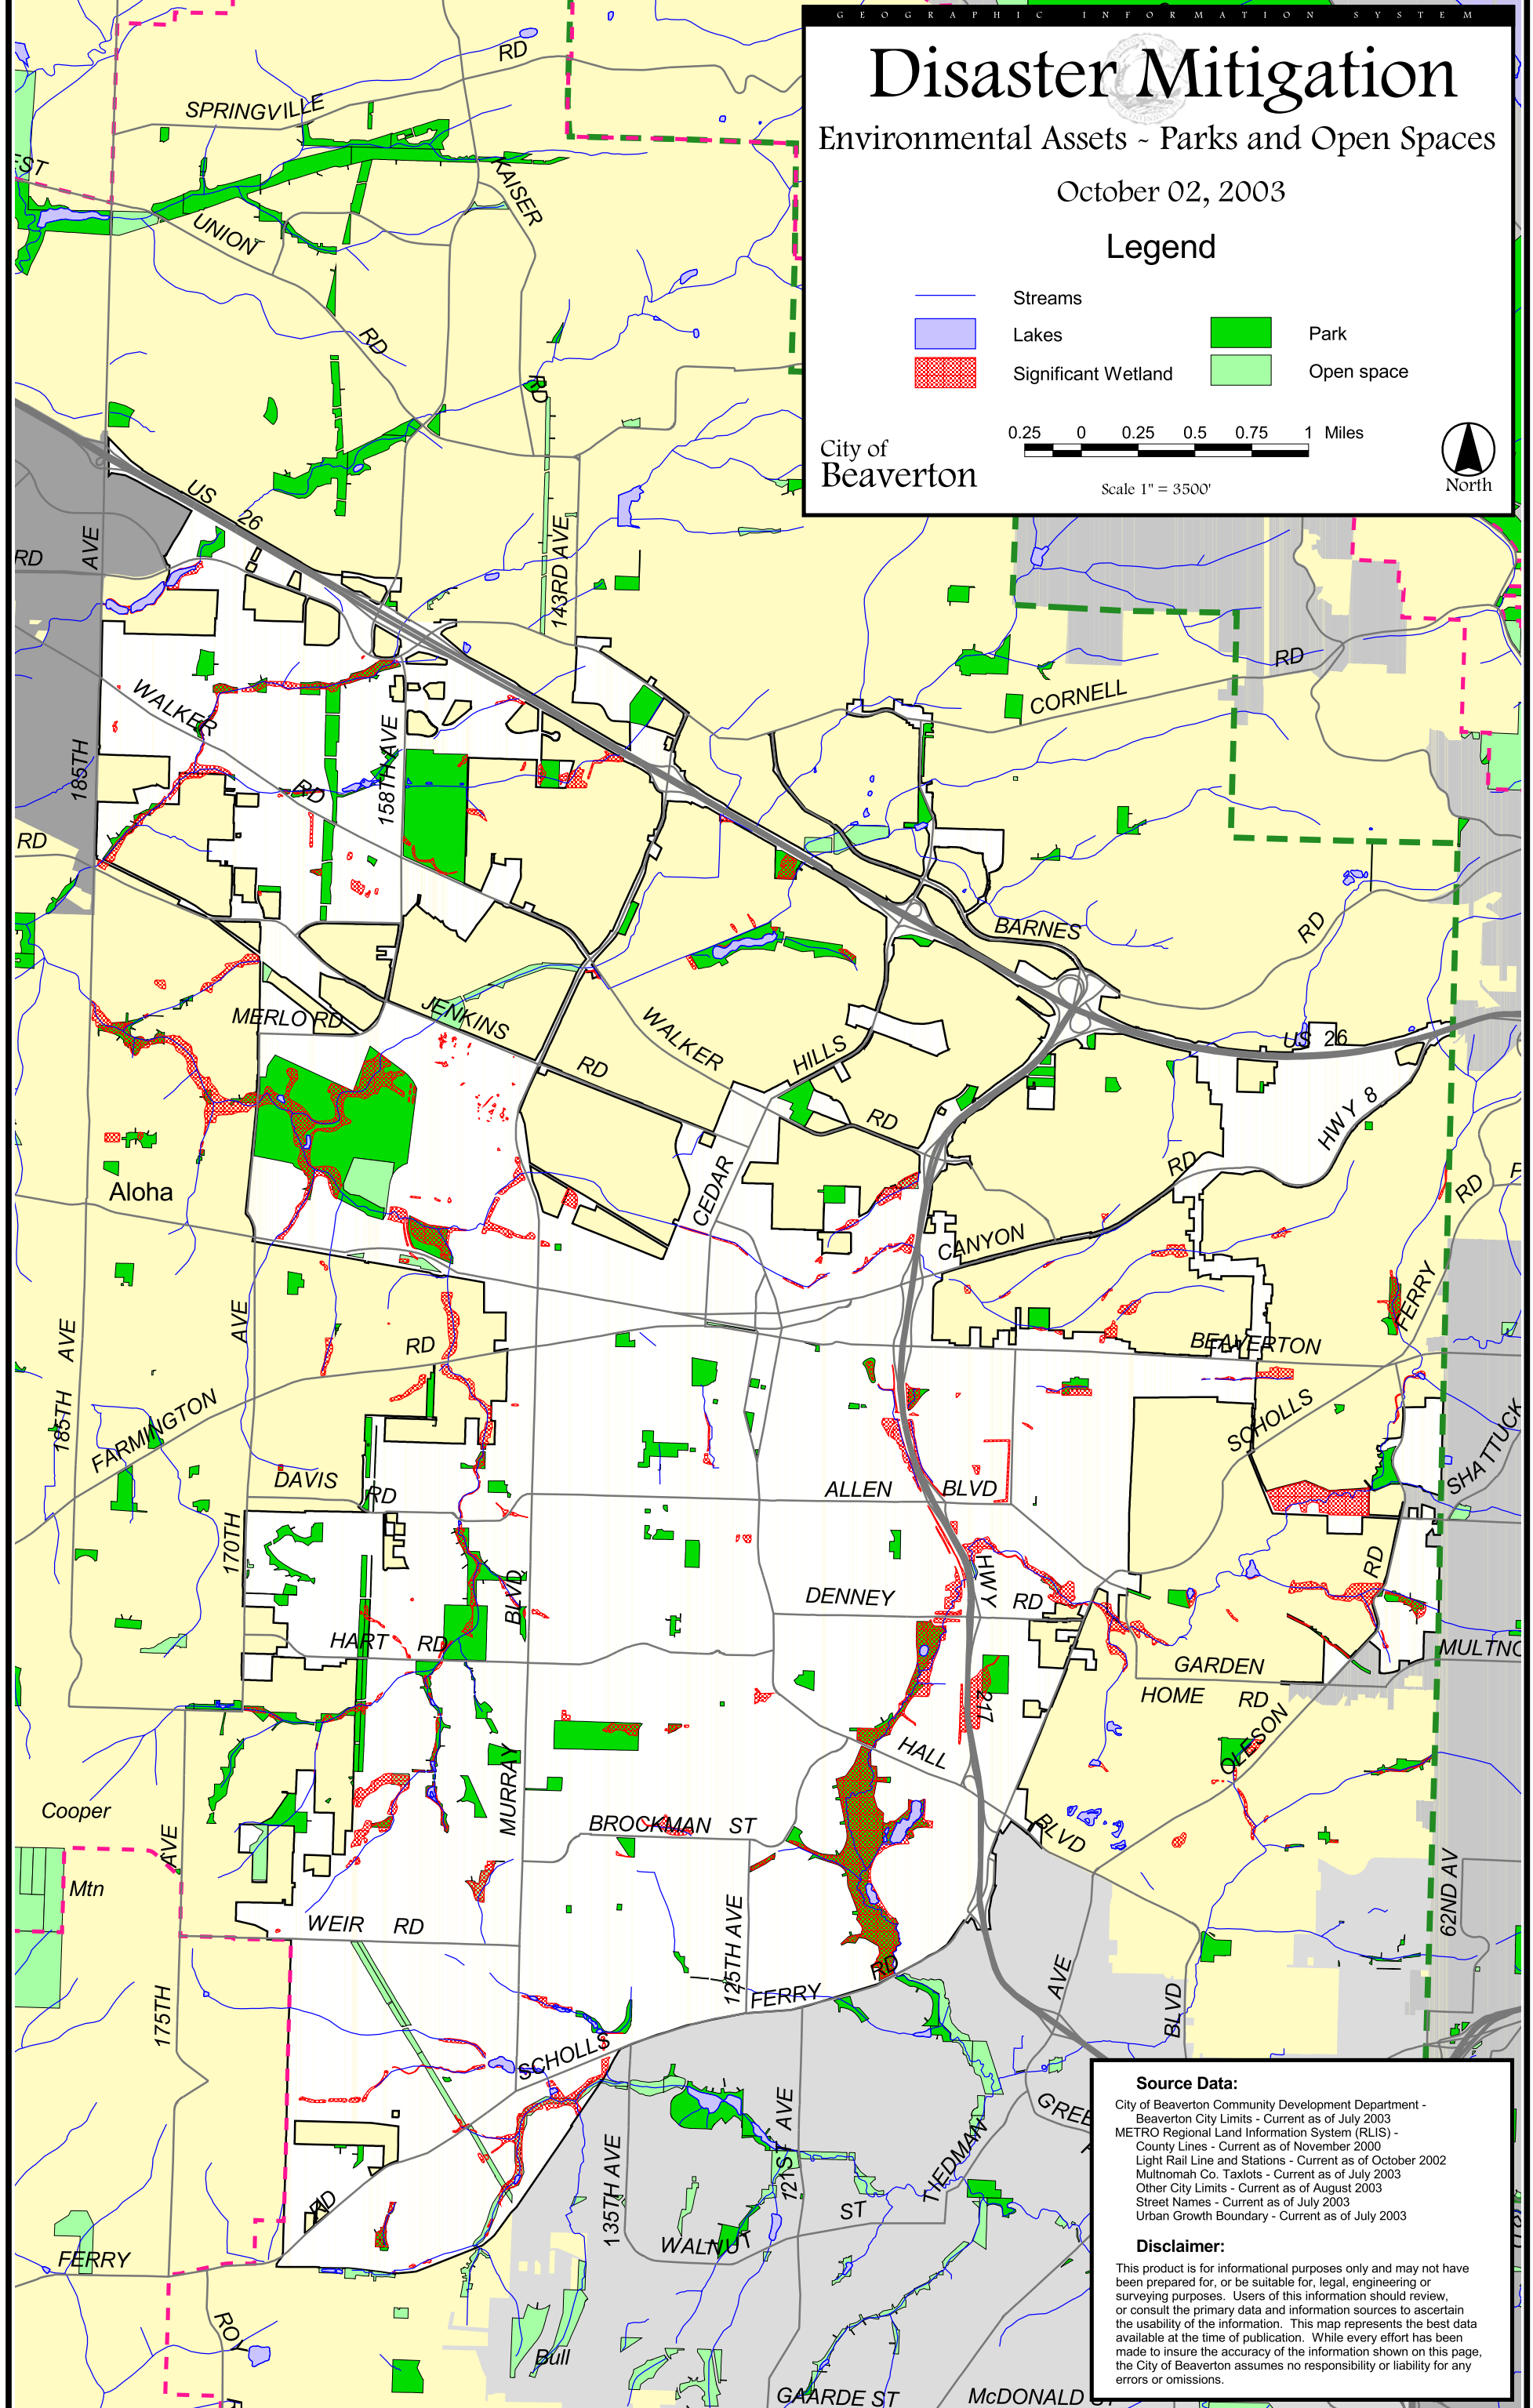 GEOGRAPHIC INFORMATION SYSTEM
Disaster Mitigation
Environmental Assets ~ Parks and Open Spaces
October 02, 2003
Legend
Streams
Lakes
Park
Significant Wetland
Open space
0.25 0 0.25 0.5 0.75 1 Miles
City of
Beaverton
Scale 1" = 3500'
North
RD
SPRINGVILLE
EST
KAISER
UNION
RD
RD
US 26
AVE
RD
143RD AVE
RD
CORNELL
WALKER
158TH AVE
185TH
RD
RD
BARNES
RD
MERLO RD
JENKINS
WALKER
US 26
HILLS
RD
HWY 8
RD
RD
RD
Aloha
CEDAR
CANYON
AVE
FERRY
AVE
RD
BEAVERTON
185TH
FARMINGTON
SCHOLLS
SHATTUCK
DAVIS
RD
ALLEN BLVD
170TH
HWY
RD
BLVD
DENNEY RD
HART RD
MULTNO
GARDEN
HOME RD
217
OLESON
HALL
MURRAY
Cooper
BROCKMAN ST
BLVD
AVE
Mtn
62ND AV
WEIR RD
125TH AVE
RD
FERRY
AVE
BLVD
175TH
SCHOLLS
AVE
GREE
135TH AVE
121ST
TIEDMAN
RD
ST
WALNUT
FERRY
ROY
Bull
GAARDE ST
McDONALD ST
Source Data:
City of Beaverton Community Development Department -
Beaverton City Limits - Current as of July 2003
METRO Regional Land Information System (RLIS) -
County Lines - Current as of November 2000
Light Rail Line and Stations - Current as of October 2002
Multnomah Co. Taxlots - Current as of July 2003
Other City Limits - Current as of August 2003
Street Names - Current as of July 2003
Urban Growth Boundary - Current as of July 2003
Disclaimer:
This product is for informational purposes only and may not have
been prepared for, or be suitable for, legal, engineering or
surveying purposes. Users of this information should review,
or consult the primary data and information sources to ascertain
the usability of the information. This map represents the best data
available at the time of publication. While every effort has been
made to insure the accuracy of the information shown on this page,
the City of Beaverton assumes no responsibility or liability for any
errors or omissions.